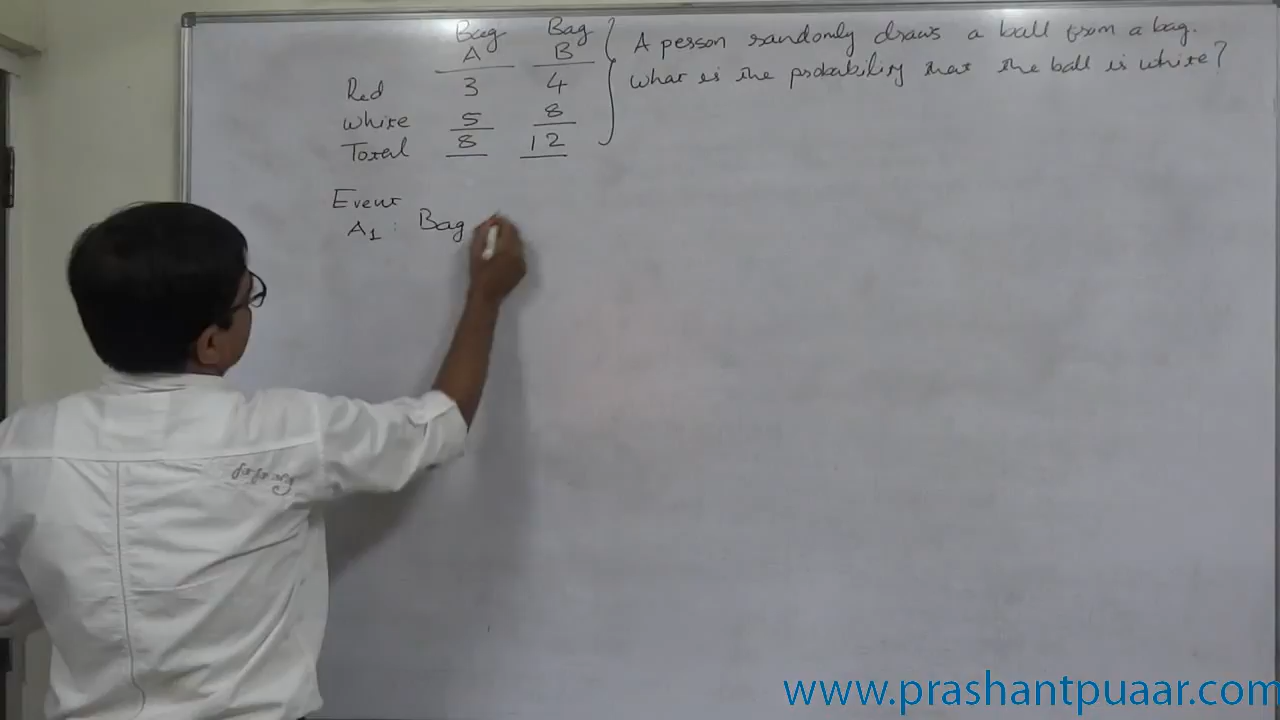 Bag Bag
A B
Red 3 4
White 5 8
Total 8 12
A person randomly draws a ball from a bag.
What is the probability that the ball is white?
Event
A1 : Bag
www.prashantpuaar.com